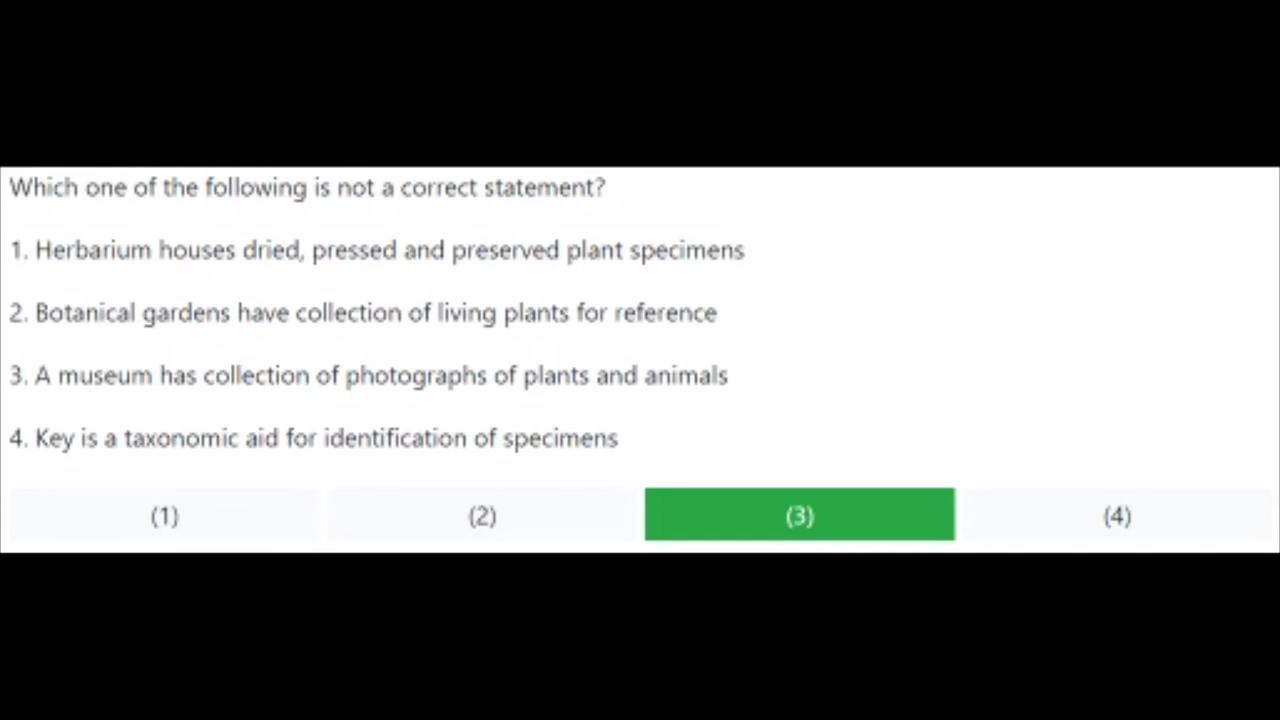 Which one of the following is not a correct statement?
1. Herbarium houses dried, pressed and preserved plant specimens
2. Botanical gardens have collection of living plants for reference
3. A museum has collection of photographs of plants and animals
4. Key is a taxonomic aid for identification of specimens
(1) (2) (3) (4)